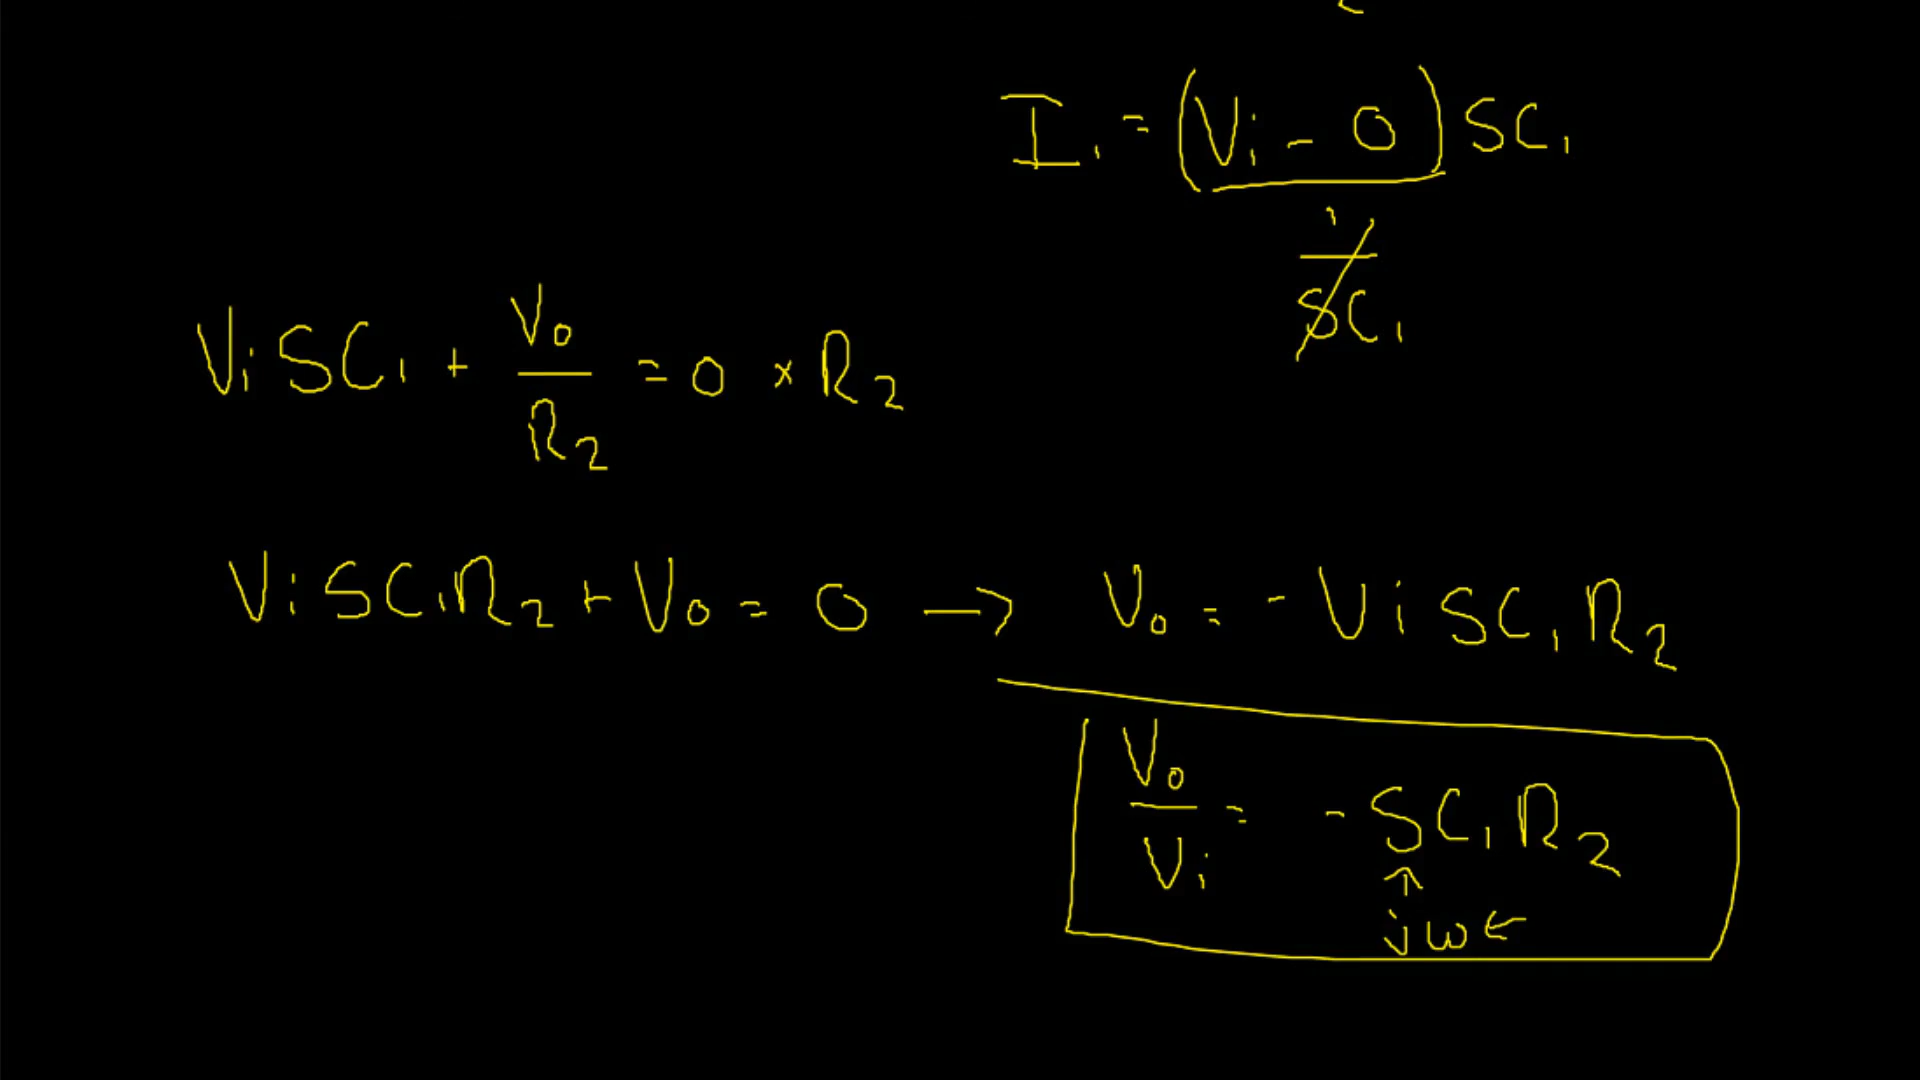 I₁ = (Vi - 0) SC₁
1
SC₁
ViSC₁ + V₀/R₂ = 0 × R₂
ViSC₁R₂ + V₀ = 0 → V₀ = - ViSC₁R₂
V₀/Vi = - SC₁R₂
↑
jω ←